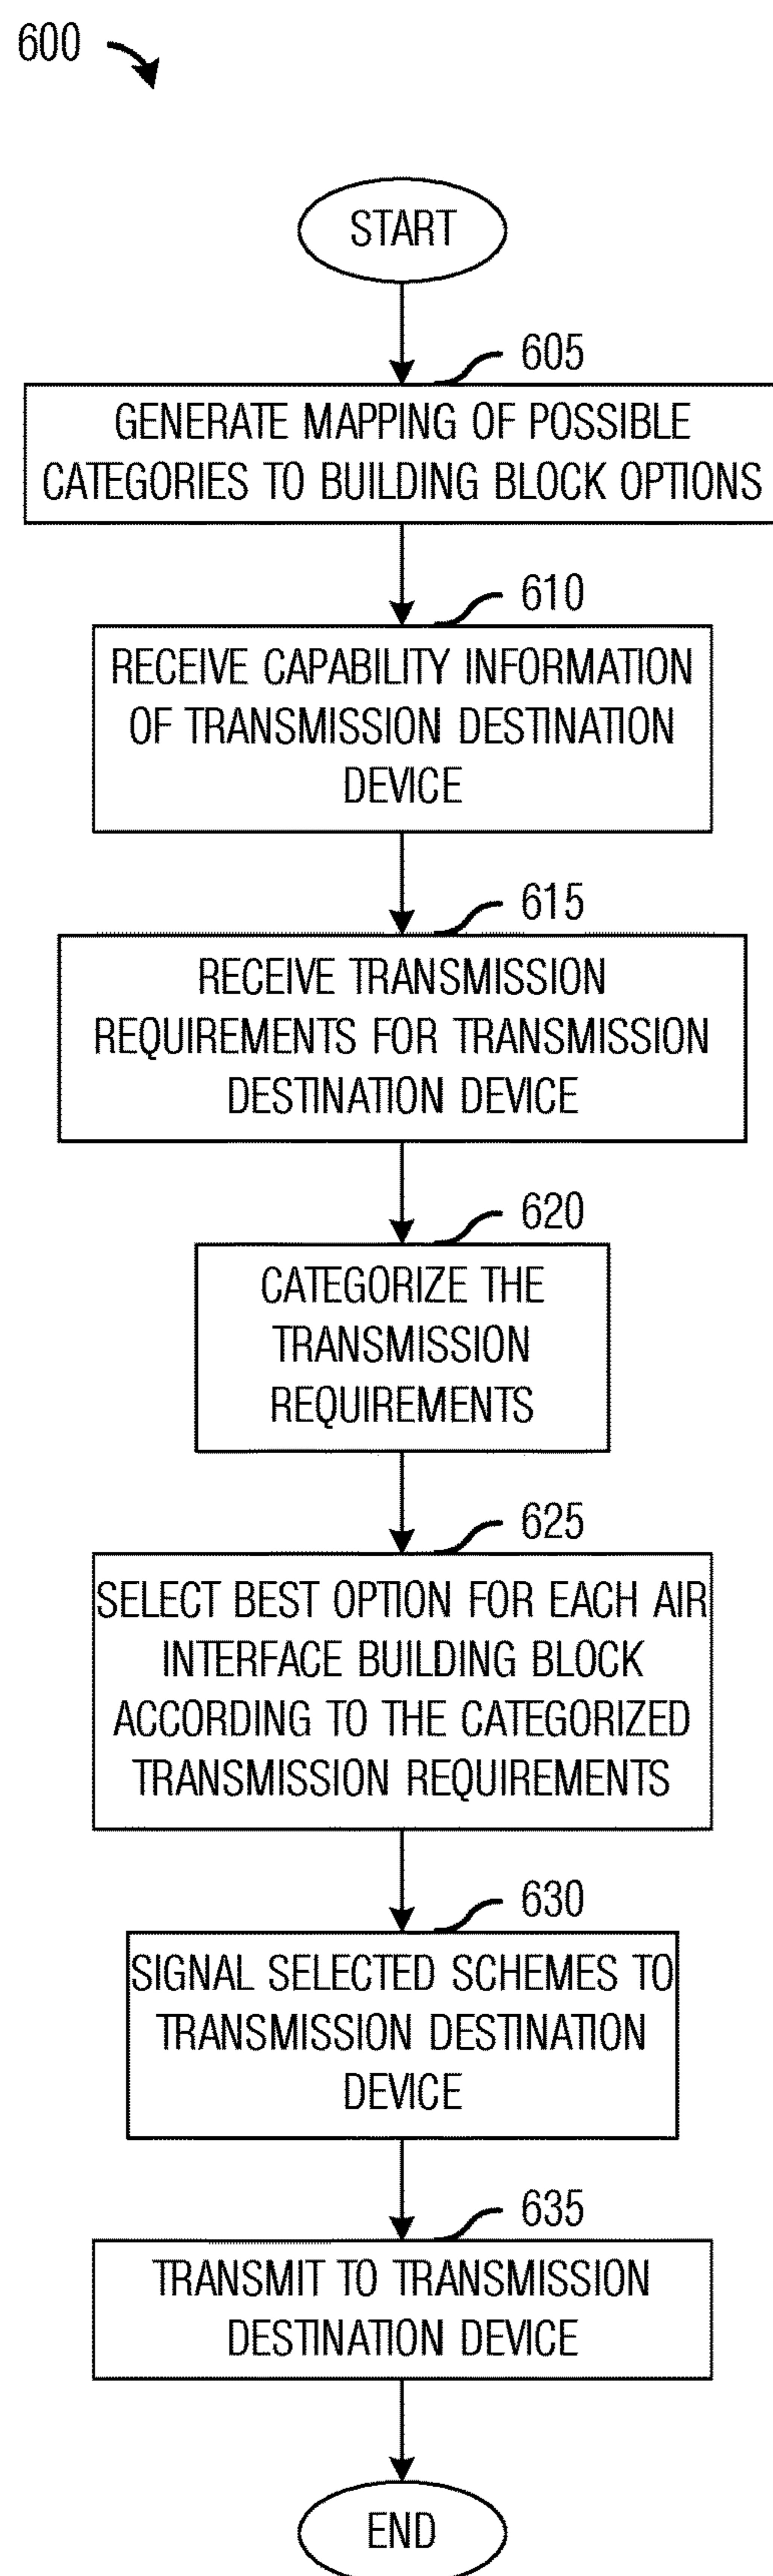 600
START
605
GENERATE MAPPING OF POSSIBLE
CATEGORIES TO BUILDING BLOCK OPTIONS
610
RECEIVE CAPABILITY INFORMATION
OF TRANSMISSION DESTINATION
DEVICE
615
RECEIVE TRANSMISSION
REQUIREMENTS FOR TRANSMISSION
DESTINATION DEVICE
620
CATEGORIZE THE
TRANSMISSION
REQUIREMENTS
625
SELECT BEST OPTION FOR EACH AIR
INTERFACE BUILDING BLOCK
ACCORDING TO THE CATEGORIZED
TRANSMISSION REQUIREMENTS
630
SIGNAL SELECTED SCHEMES TO
TRANSMISSION DESTINATION
DEVICE
635
TRANSMIT TO TRANSMISSION
DESTINATION DEVICE
END